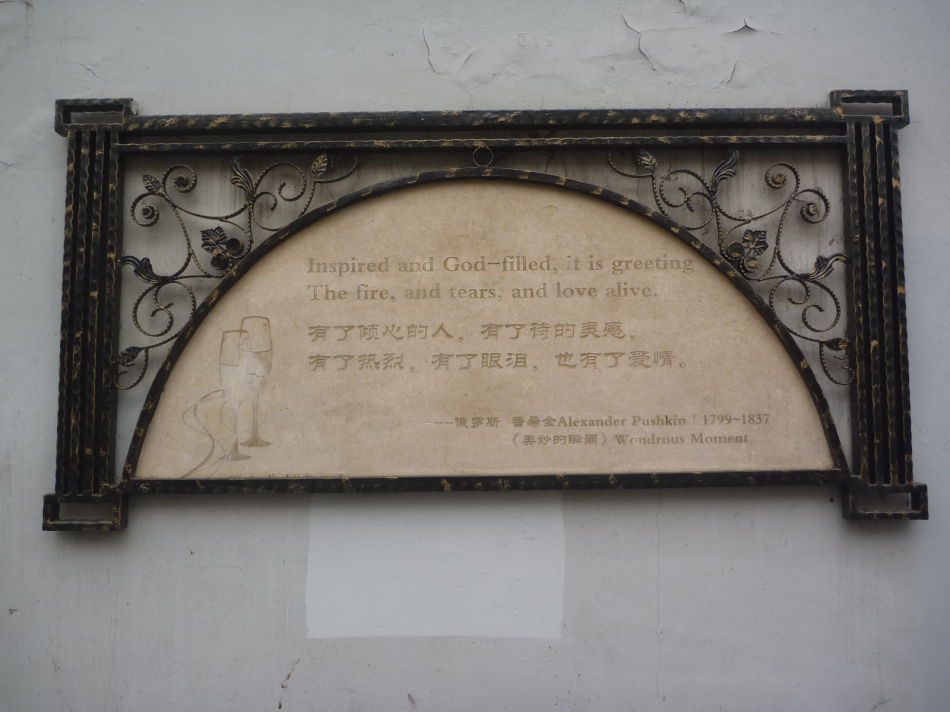 Inspired and God-filled, it is greeting
The fire, and tears, and love alive.
有了倾心的人，有了诗的灵感，
有了热烈，有了眼泪，也有了爱情。
——俄罗斯 普希金Alexander Pushkin（1799~1837）
《美妙的瞬间》Wondrous Moment